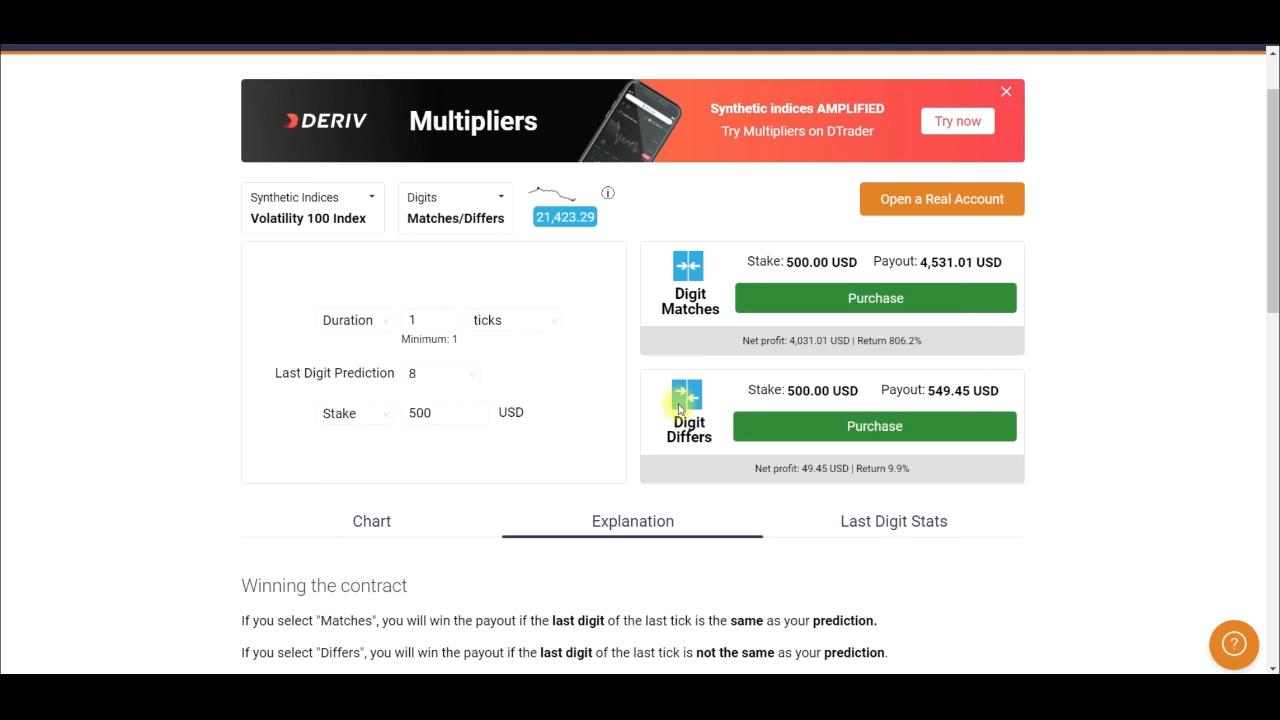 DERIV
Multipliers
Synthetic indices AMPLIFIED
Try Multipliers on DTrader
Try now
Synthetic Indices
Volatility 100 Index
Digits
Matches/Differs
21,423.29
Open a Real Account
Duration
1
ticks
Minimum: 1
Last Digit Prediction
8
Stake
500
USD
Digit
Matches
Stake: 500.00 USD
Payout: 4,531.01 USD
Purchase
Net profit: 4,031.01 USD | Return 806.2%
Digit
Differs
Stake: 500.00 USD
Payout: 549.45 USD
Purchase
Net profit: 49.45 USD | Return 9.9%
Chart
Explanation
Last Digit Stats
Winning the contract
If you select "Matches", you will win the payout if the last digit of the last tick is the same as your prediction.
If you select "Differs", you will win the payout if the last digit of the last tick is not the same as your prediction.